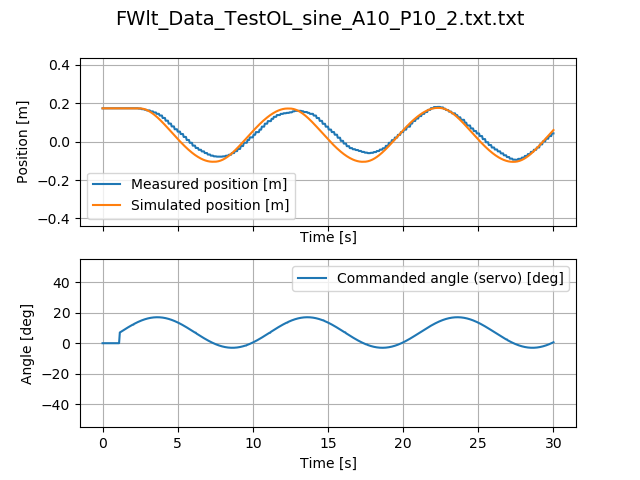 FWlt_Data_TestOL_sine_A10_P10_2.txt.txt
0.4
0.2
0.0
−0.2
−0.4
Position [m]
Measured position [m]
Simulated position [m]
Time [s]
40
20
0
−20
−40
Angle [deg]
Commanded angle (servo) [deg]
0 5 10 15 20 25 30
Time [s]